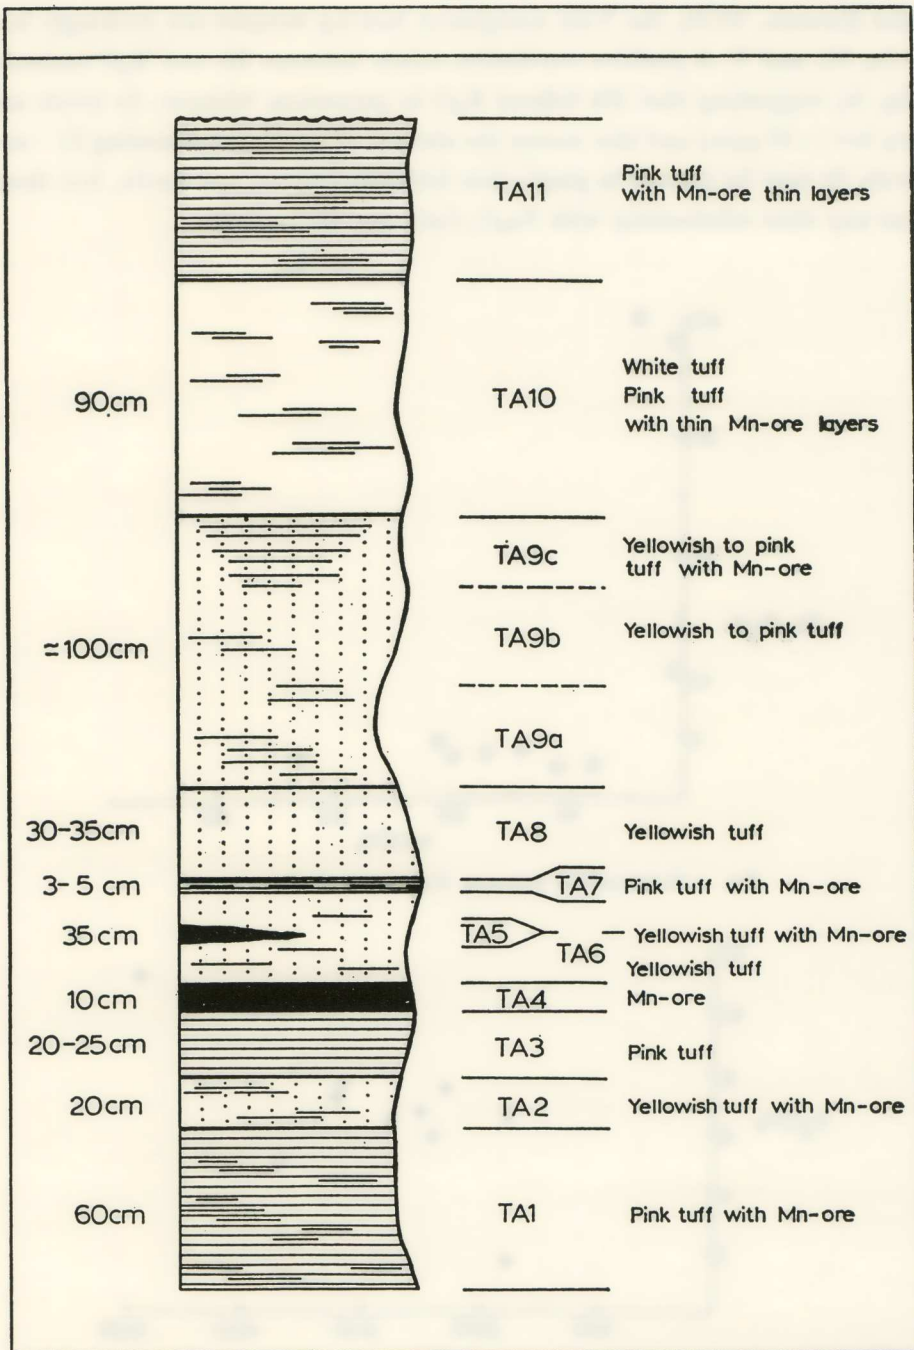 TA11 Pink tuff
with Mn-ore thin layers
90cm TA10 White tuff
Pink tuff
with thin Mn-ore layers
≃100cm
TA9c Yellowish to pink
tuff with Mn-ore
TA9b Yellowish to pink tuff
TA9a
30-35cm TA8 Yellowish tuff
3-5 cm TA7 Pink tuff with Mn-ore
35cm TA5 Yellowish tuff with Mn-ore
TA6 Yellowish tuff
10cm TA4 Mn-ore
20-25cm TA3 Pink tuff
20cm TA2 Yellowish tuff with Mn-ore
60cm TA1 Pink tuff with Mn-ore